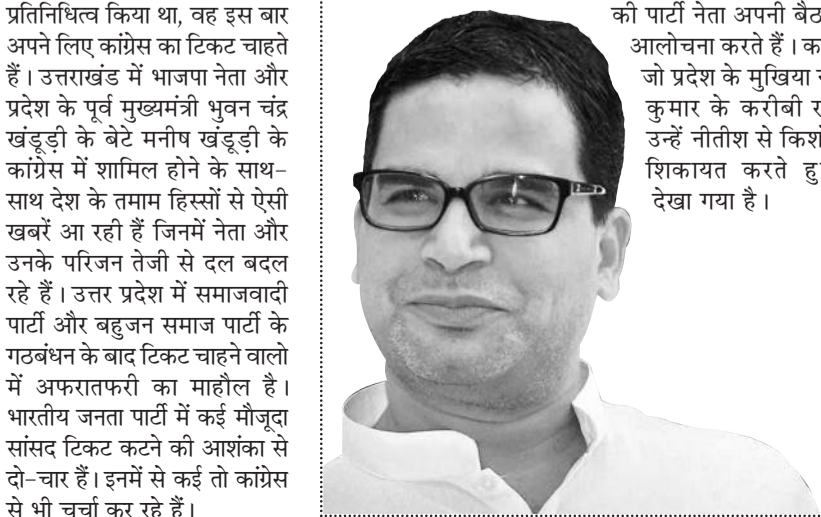 प्रतिनिधित्व किया था, वह इस बार
अपने लिए कांग्रेस का टिकट चाहते
हैं। उत्तराखंड में भाजपा नेता और
प्रदेश के पूर्व मुख्यमंत्री भुवन चंद्र
खंडूड़ी के बेटे मनीष खंडूड़ी के
कांग्रेस में शामिल होने के साथ-
साथ देश के तमाम हिस्सों से ऐसी
खबरें आ रही हैं जिनमें नेता और
उनके परिजन तेजी से दल बदल
रहे हैं। उत्तर प्रदेश में समाजवादी
पार्टी और बहुजन समाज पार्टी के
गठबंधन के बाद टिकट चाहने वालो
में अफरातफरी का माहौल है।
भारतीय जनता पार्टी में कई मौजूदा
सांसद टिकट कटने की आशंका से
दो-चार हैं। इनमें से कई तो कांग्रेस
से भी चर्चा कर रहे हैं।
की पार्टी नेता अपनी
आलोचना करते हैं।
जो प्रदेश के मुखिया
कुमार के करीबी
उन्हें नीतीश से
शिकायत करते
देखा गया है।